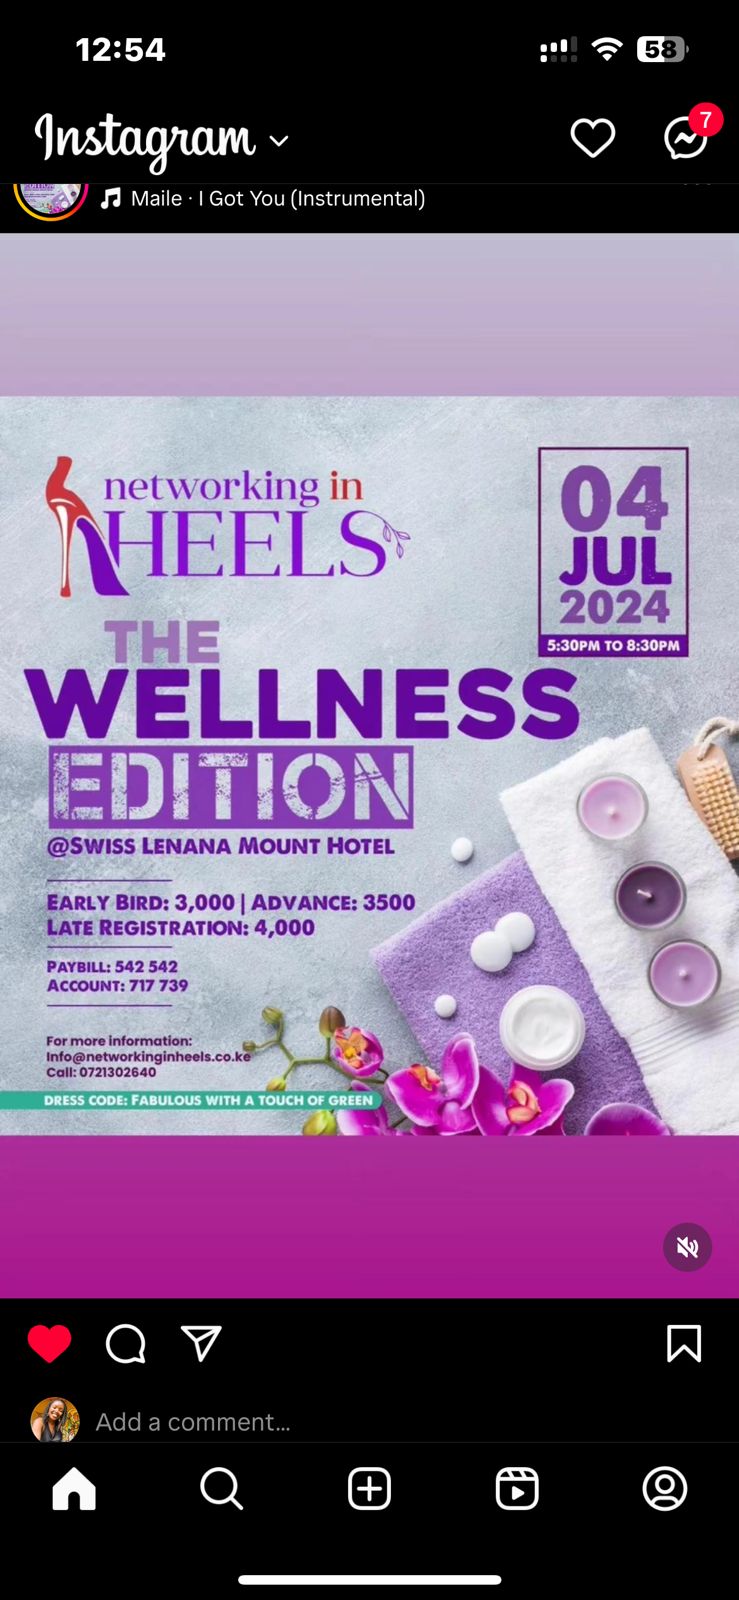 12:54
58
Instagram
7
Maile · I Got You (Instrumental)
networking in
HEELS
04
JUL
2024
5:30PM TO 8:30PM
THE
WELLNESS
EDITION
@SWISS LENANA MOUNT HOTEL
EARLY BIRD: 3,000 | ADVANCE: 3500
LATE REGISTRATION: 4,000
PAYBILL: 542 542
ACCOUNT: 717 739
For more information:
Info@networkinginheels.co.ke
Call: 0721302640
DRESS CODE: FABULOUS WITH A TOUCH OF GREEN
Add a comment...